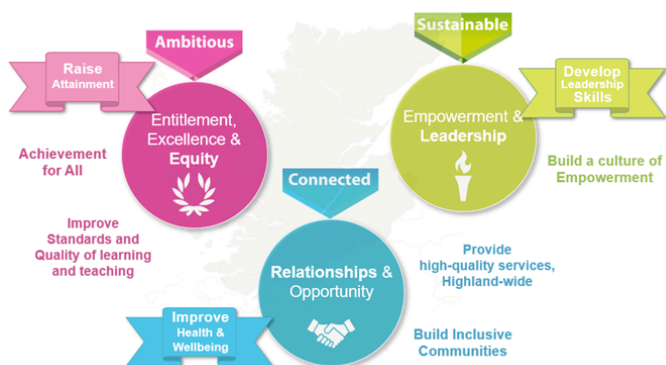 Ambitious
Raise
Attainment
Entitlement,
Excellence &
Equity
Achievement
for All
Improve
Standards and
Quality of learning
and teaching
Sustainable
Develop
Leadership
Skills
Empowerment &
Leadership
Build a culture of
Empowerment
Connected
Relationships &
Opportunity
Improve
Health &
Wellbeing
Provide
high-quality services,
Highland-wide
Build Inclusive
Communities